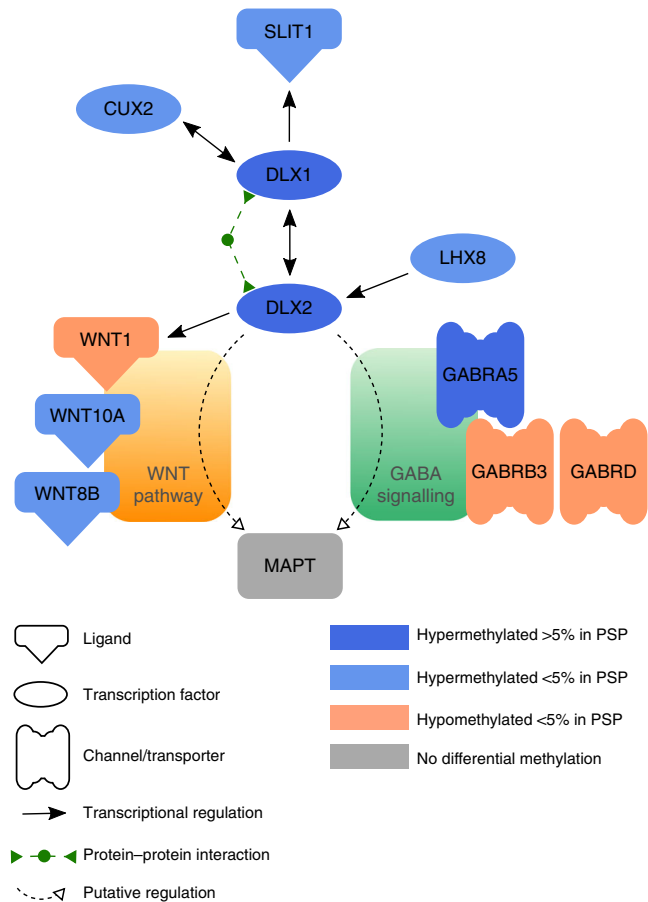 SLIT1
CUX2
DLX1
LHX8
DLX2
WNT1
GABRA5
WNT10A
WNT
pathway
GABA
signalling
GABRB3
GABRD
WNT8B
MAPT
Ligand
Transcription factor
Channel/transporter
Transcriptional regulation
Protein–protein interaction
Putative regulation
Hypermethylated >5% in PSP
Hypermethylated <5% in PSP
Hypomethylated <5% in PSP
No differential methylation